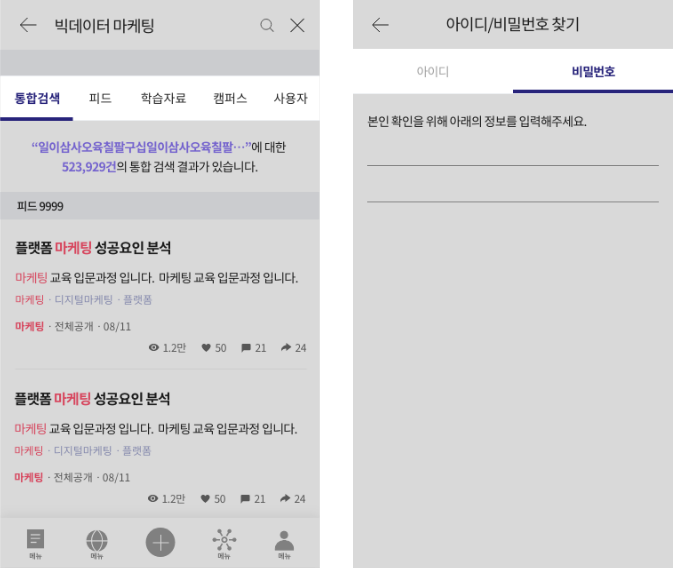 빅데이터 마케팅
통합검색 피드 학습자료 캠퍼스 사용자
“일이삼사오육칠팔구십일이삼사오육칠팔…”에 대한
523,929건의 통합 검색 결과가 있습니다.
피드 9999
플랫폼 마케팅 성공요인 분석
마케팅 교육 입문과정 입니다. 마케팅 교육 입문과정 입니다.
마케팅 · 디지털마케팅 · 플랫폼
마케팅 · 전체공개 · 08/11
1.2만 50 21 24
플랫폼 마케팅 성공요인 분석
마케팅 교육 입문과정 입니다. 마케팅 교육 입문과정 입니다.
마케팅 · 디지털마케팅 · 플랫폼
마케팅 · 전체공개 · 08/11
1.2만 50 21 24
메뉴 메뉴 메뉴 메뉴
아이디/비밀번호 찾기
아이디 비밀번호
본인 확인을 위해 아래의 정보를 입력해주세요.